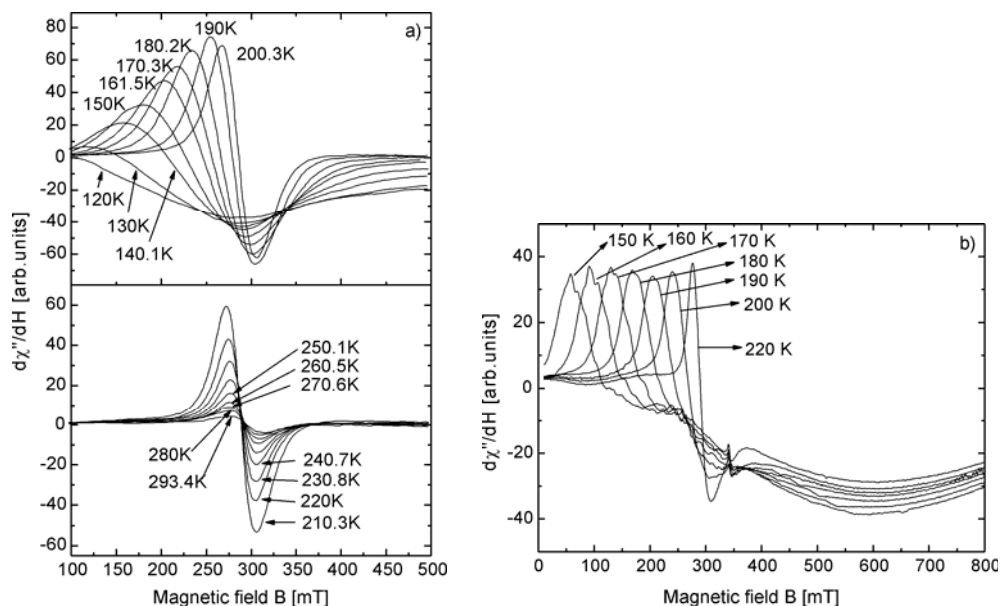 a)
80
60
40
20
0
-20
-40
-60
190K
180.2K
200.3K
170.3K
161.5K
150K
120K
130K
140.1K
dχ"/dH [arb.units]
60
40
20
0
-20
-40
-60
250.1K
260.5K
270.6K
280K
293.4K
240.7K
230.8K
220K
210.3K
100 150 200 250 300 350 400 450 500
Magnetic field B [mT]
b)
40
20
0
-20
-40
150 K
160 K
170 K
180 K
190 K
200 K
220 K
dχ"/dH [arb.units]
0 100 200 300 400 500 600 700 800
Magnetic field B [mT]